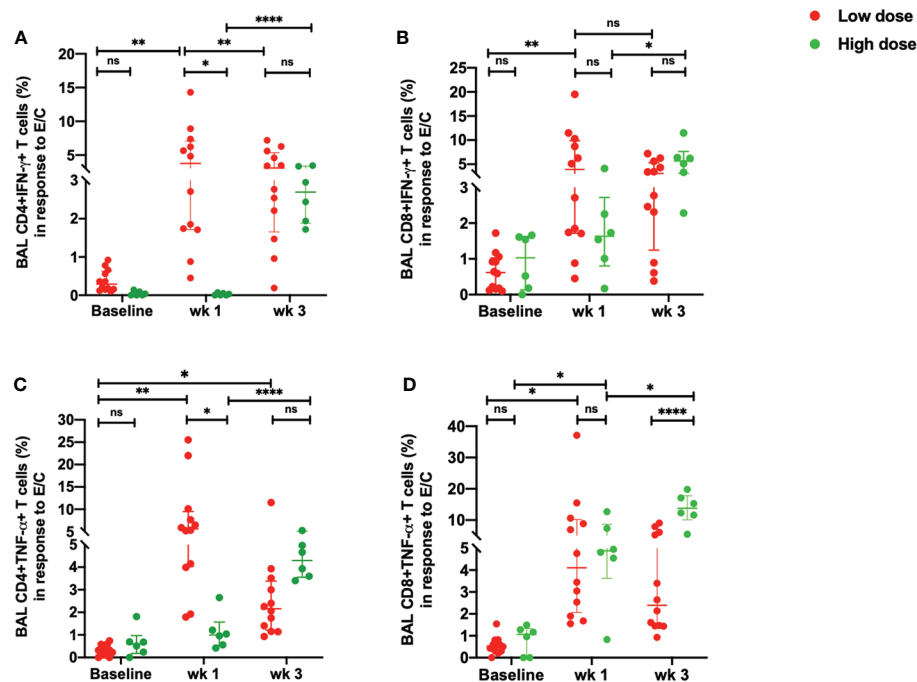 Low dose
High dose
A
****
**
**
ns
*
ns
20
15
10
5
3
2
1
0
BAL CD4+IFN-γ+ T cells (%)
in response to E/C
Baseline
wk 1
wk 3
B
ns
**
*
ns
ns
ns
25
20
15
10
5
3
2
1
0
BAL CD8+IFN-γ+ T cells (%)
in response to E/C
Baseline
wk 1
wk 3
C
*
**
****
ns
*
ns
30
25
20
15
10
5
5
4
3
2
1
0
BAL CD4+TNF-α+ T cells (%)
in response to E/C
Baseline
wk 1
wk 3
D
*
*
*
ns
ns
****
40
30
20
10
5
4
3
2
1
0
BAL CD8+TNF-α+ T cells (%)
in response to E/C
Baseline
wk 1
wk 3